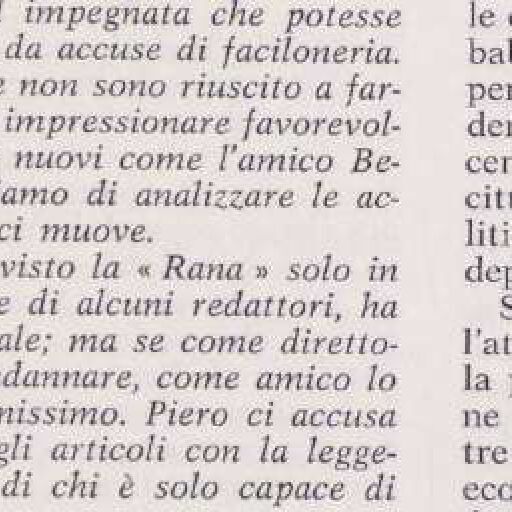 impegnata che potesse
da accuse di faciloneria.
non sono riuscito a far-
impressionare favorevol-
nuovi come l'amico Be-
amo di analizzare le ac-
ci muove.
visto la « Rana » solo in
e di alcuni redattori, ha
ale; ma se come diretto-
dannare, come amico lo
nissimo. Piero ci accusa
gli articoli con la legge-
di chi è solo capace di
le
bal
per
der
cer
citt
liti
dep
S
l'at
la
ne
tre
ecc